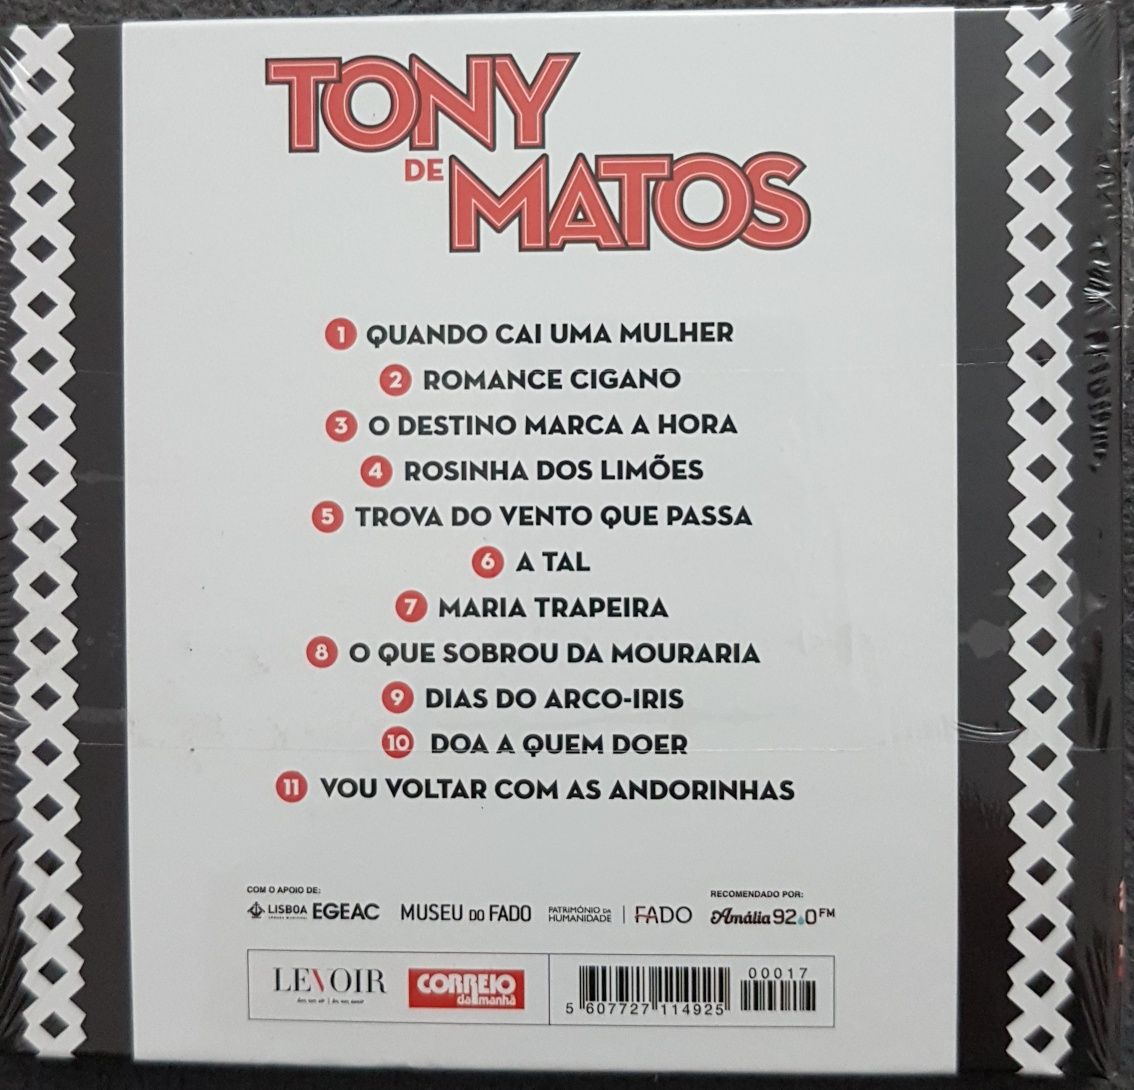 TONY
DE MATOS
1 QUANDO CAI UMA MULHER
2 ROMANCE CIGANO
3 O DESTINO MARCA A HORA
4 ROSINHA DOS LIMÕES
5 TROVA DO VENTO QUE PASSA
6 A TAL
7 MARIA TRAPEIRA
8 O QUE SOBROU DA MOURARIA
9 DIAS DO ARCO-IRIS
10 DOA A QUEM DOER
11 VOU VOLTAR COM AS ANDORINHAS
COM O APOIO DE:
LISBOA
CÂMARA MUNICIPAL
EGEAC
MUSEU DO FADO
PATRIMÓNIO DA
HUMANIDADE
FADO
RECOMENDADO POR:
Amália 92.0 FM
LEVOIR
CORREIO
da manhã
5 607727 114925
00017